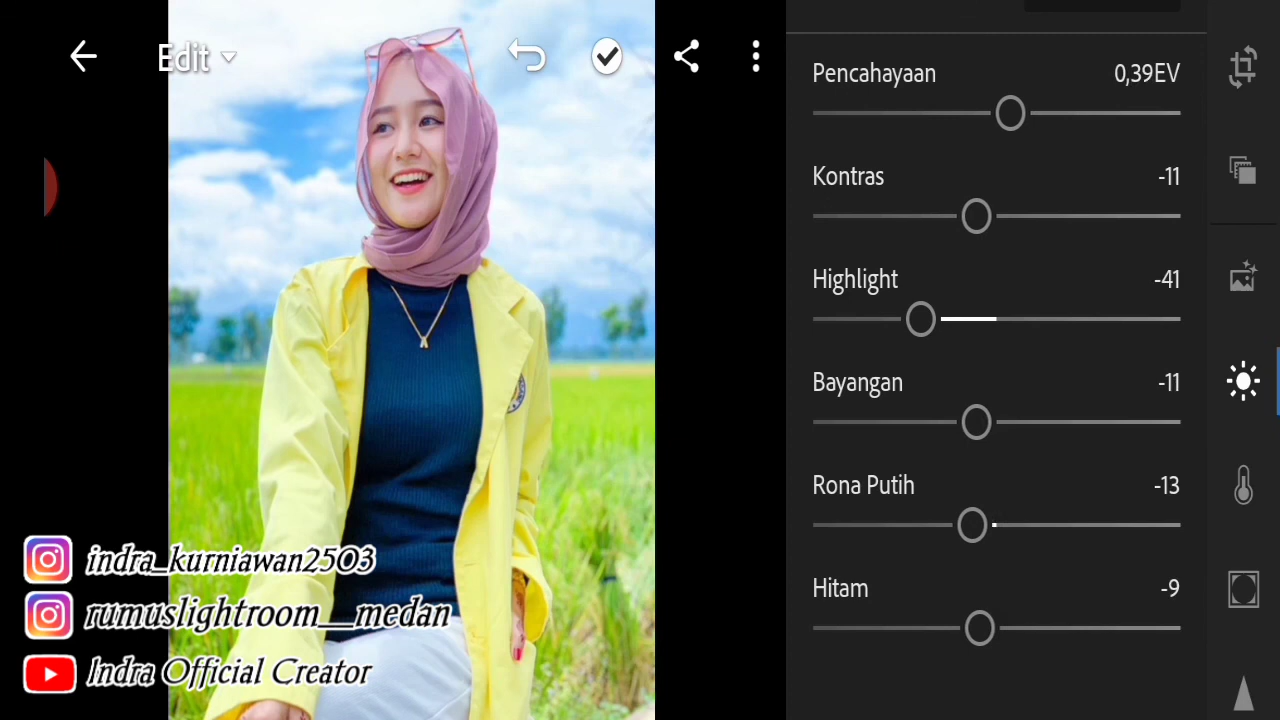 Edit
Pencahayaan 0,39EV
Kontras -11
Highlight -41
Bayangan -11
Rona Putih -13
Hitam -9
indra_kurniawan2503
rumuslightroom__medan
Indra Official Creator